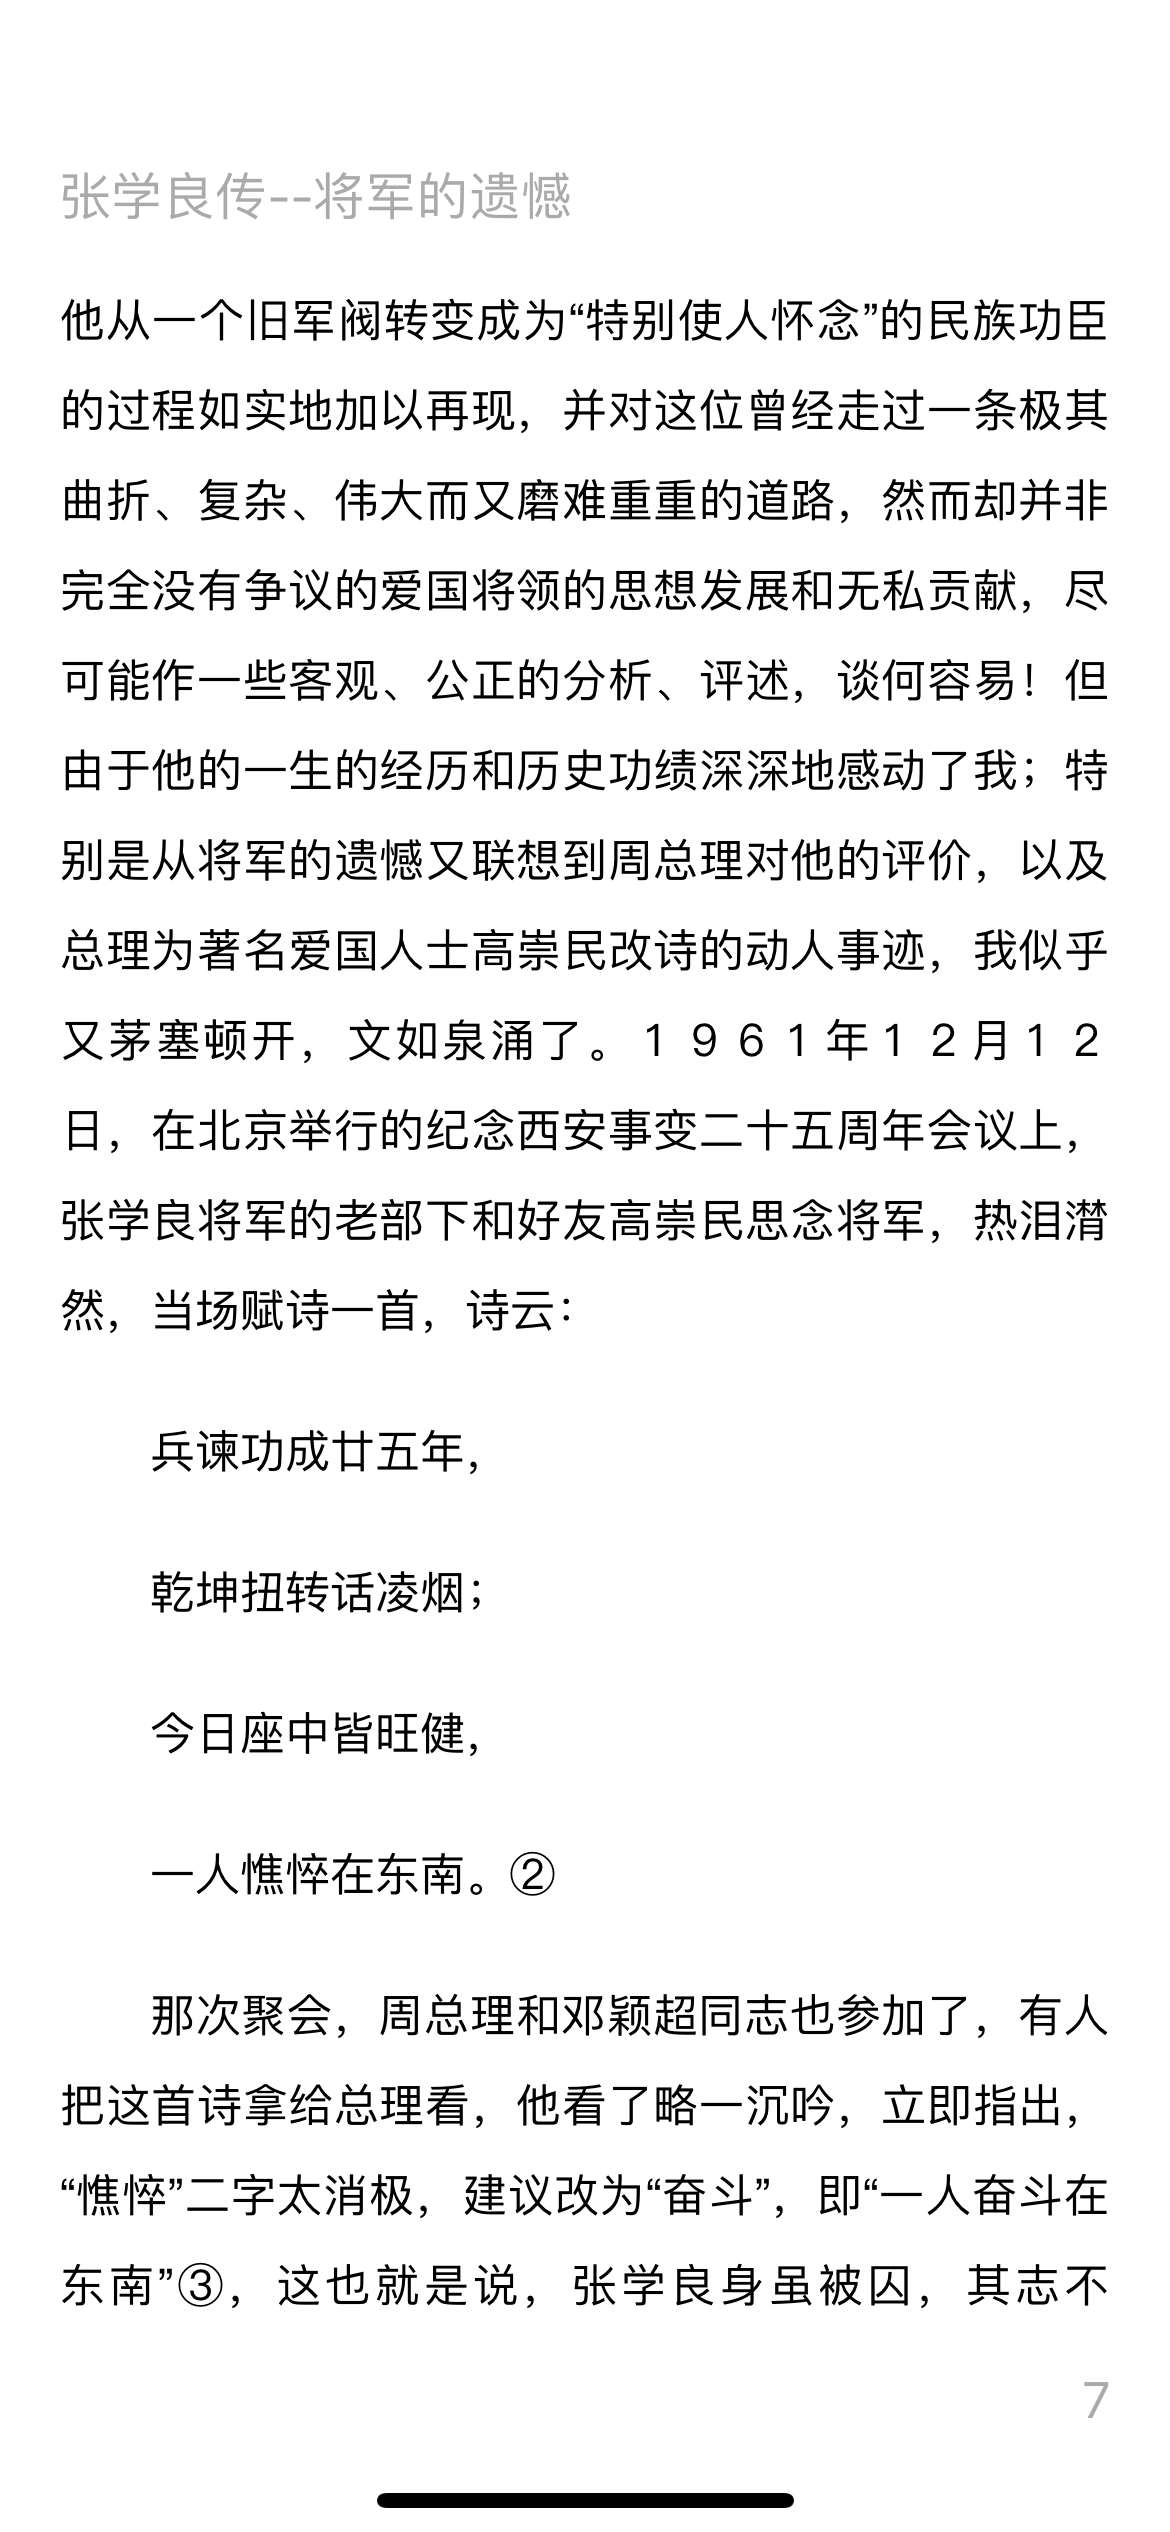 张学良传--将军的遗憾
他从一个旧军阀转变成为“特别使人怀念”的民族功臣
的过程如实地加以再现，并对这位曾经走过一条极其
曲折、复杂、伟大而又磨难重重的道路，然而却并非
完全没有争议的爱国将领的思想发展和无私贡献，尽
可能作一些客观、公正的分析、评述，谈何容易！但
由于他的一生的经历和历史功绩深深地感动了我；特
别是从将军的遗憾又联想到周总理对他的评价，以及
总理为著名爱国人士高崇民改诗的动人事迹，我似乎
又茅塞顿开，文如泉涌了。１９６１年１２月１２
日，在北京举行的纪念西安事变二十五周年会议上，
张学良将军的老部下和好友高崇民思念将军，热泪潸
然，当场赋诗一首，诗云：
兵谏功成廿五年，
乾坤扭转话凌烟；
今日座中皆旺健，
一人憔悴在东南。②
那次聚会，周总理和邓颖超同志也参加了，有人
把这首诗拿给总理看，他看了略一沉吟，立即指出，
“憔悴”二字太消极，建议改为“奋斗”，即“一人奋斗在
东南”③，这也就是说，张学良身虽被囚，其志不
7